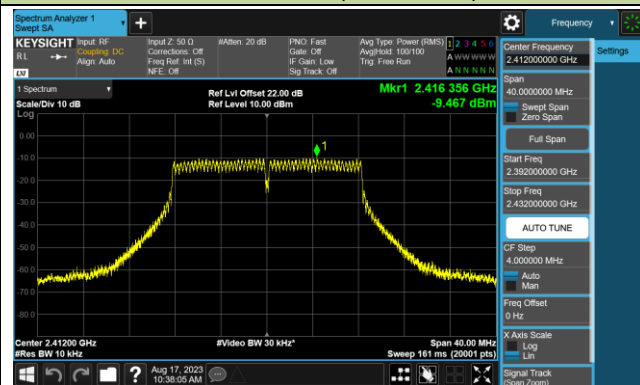 Spectrum Analyzer 1
Swept SA
+
Frequency
KEYSIGHT
RL
LXI
Input: RF
Coupling: DC
Align: Auto
Input Z: 50 Ω
Corrections: Off
Freq Ref: Int (S)
NFE: Off
#Atten: 20 dB
PNO: Fast
Gate: Off
IF Gain: Low
Sig Track: Off
Avg Type: Power (RMS)
Avg|Hold: 100/100
Trig: Free Run
1 2 3 4 5 6
A W W W W W
A N N N N N
1 Spectrum
Scale/Div 10 dB
Ref Lvl Offset 22.00 dB
Ref Level 10.00 dBm
Mkr1 2.416 356 GHz
-9.467 dBm
Log
0.00
-10.0
-20.0
-30.0
-40.0
-50.0
-60.0
-70.0
-80.0
1
Center 2.41200 GHz
#Res BW 10 kHz
#Video BW 30 kHz*
Span 40.00 MHz
Sweep 161 ms (20001 pts)
Aug 17, 2023
10:38:05 AM
Center Frequency
2.412000000 GHz
Span
40.0000000 MHz
Swept Span
Zero Span
Full Span
Start Freq
2.392000000 GHz
Stop Freq
2.432000000 GHz
AUTO TUNE
CF Step
4.000000 MHz
Auto
Man
Freq Offset
0 Hz
X Axis Scale
Log
Lin
Signal Track
(Span Zoom)
Settings